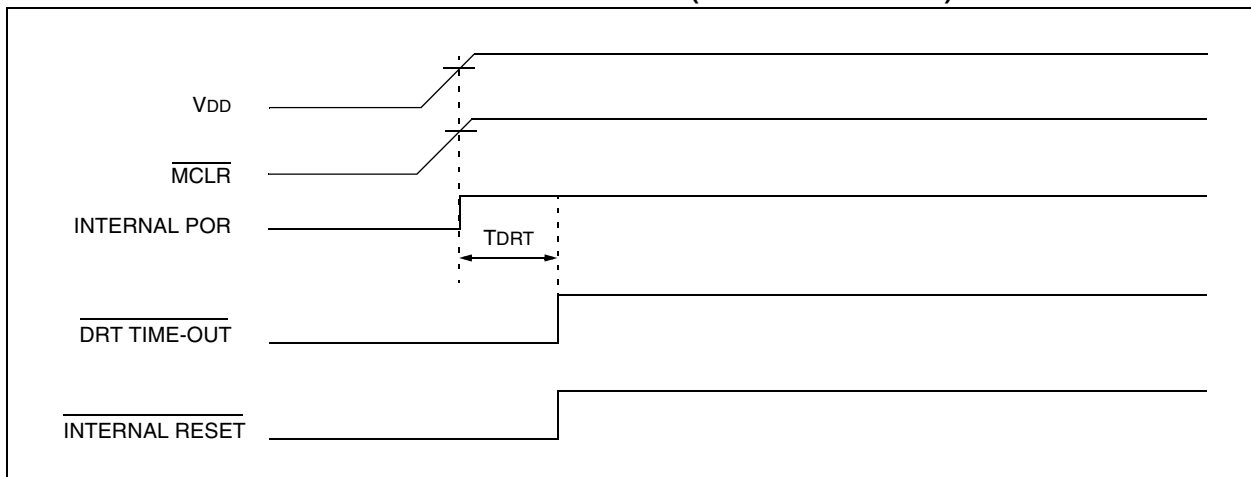 VDD
MCLR
INTERNAL POR
TDRT
DRT TIME-OUT
INTERNAL RESET